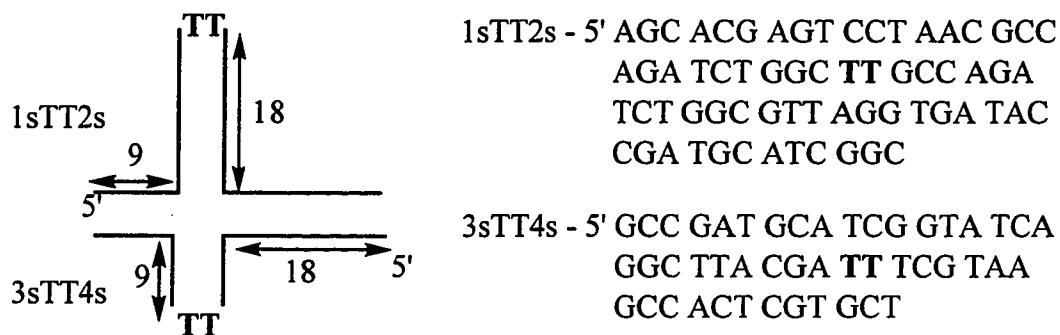 TT
1sTT2s
18
9
5'
9
18
5'
3sTT4s
TT
1sTT2s - 5' AGC ACG AGT CCT AAC GCC
AGA TCT GGC TT GCC AGA
TCT GGC GTT AGG TGA TAC
CGA TGC ATC GGC
3sTT4s - 5' GCC GAT GCA TCG GTA TCA
GGC TTA CGA TT TCG TAA
GCC ACT CGT GCT